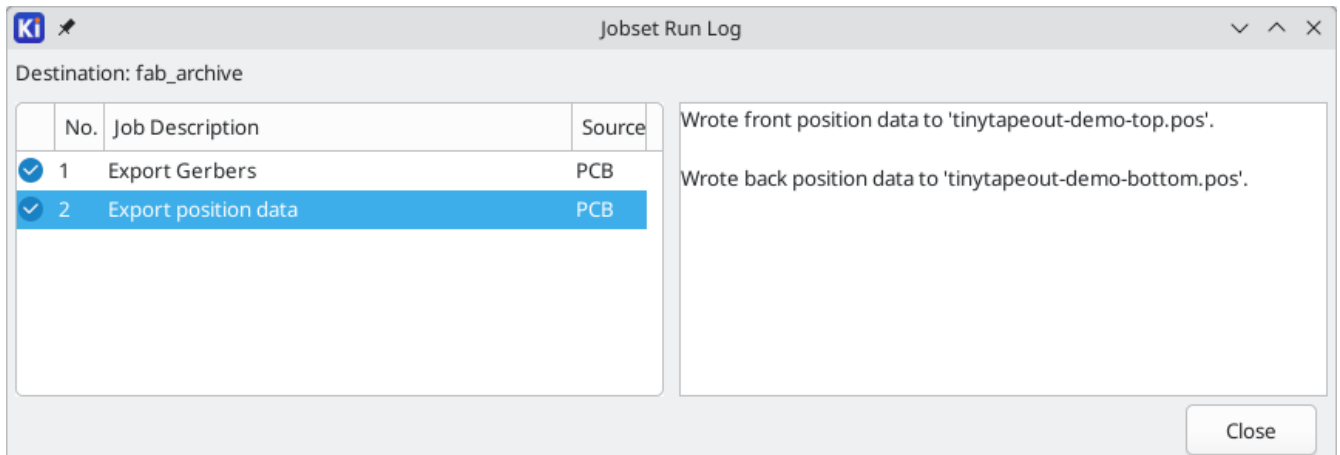 Ki
Jobset Run Log
Destination: fab_archive
No. Job Description Source
1 Export Gerbers PCB
2 Export position data PCB
Wrote front position data to 'tinytapeout-demo-top.pos'.
Wrote back position data to 'tinytapeout-demo-bottom.pos'.
Close